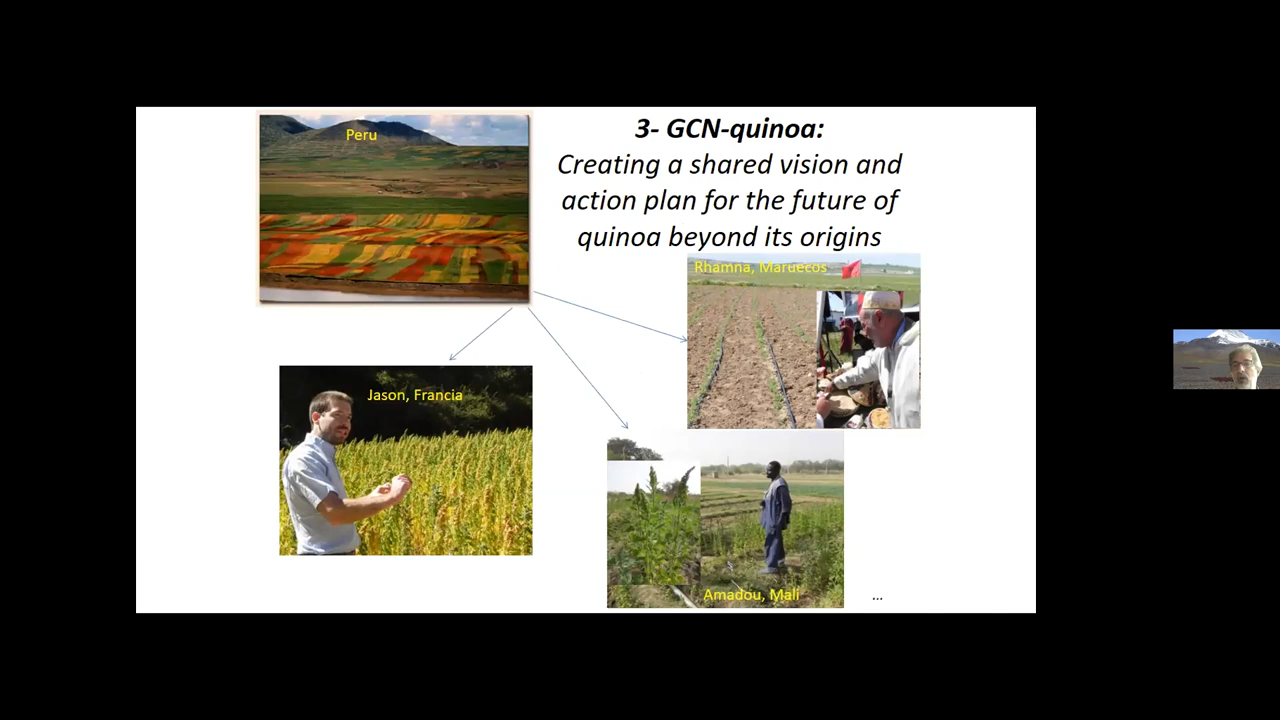 Peru
3- GCN-quinoa:
Creating a shared vision and
action plan for the future of
quinoa beyond its origins
Rhamna, Maruecos
Jason, Francia
Amadou, Mali
...